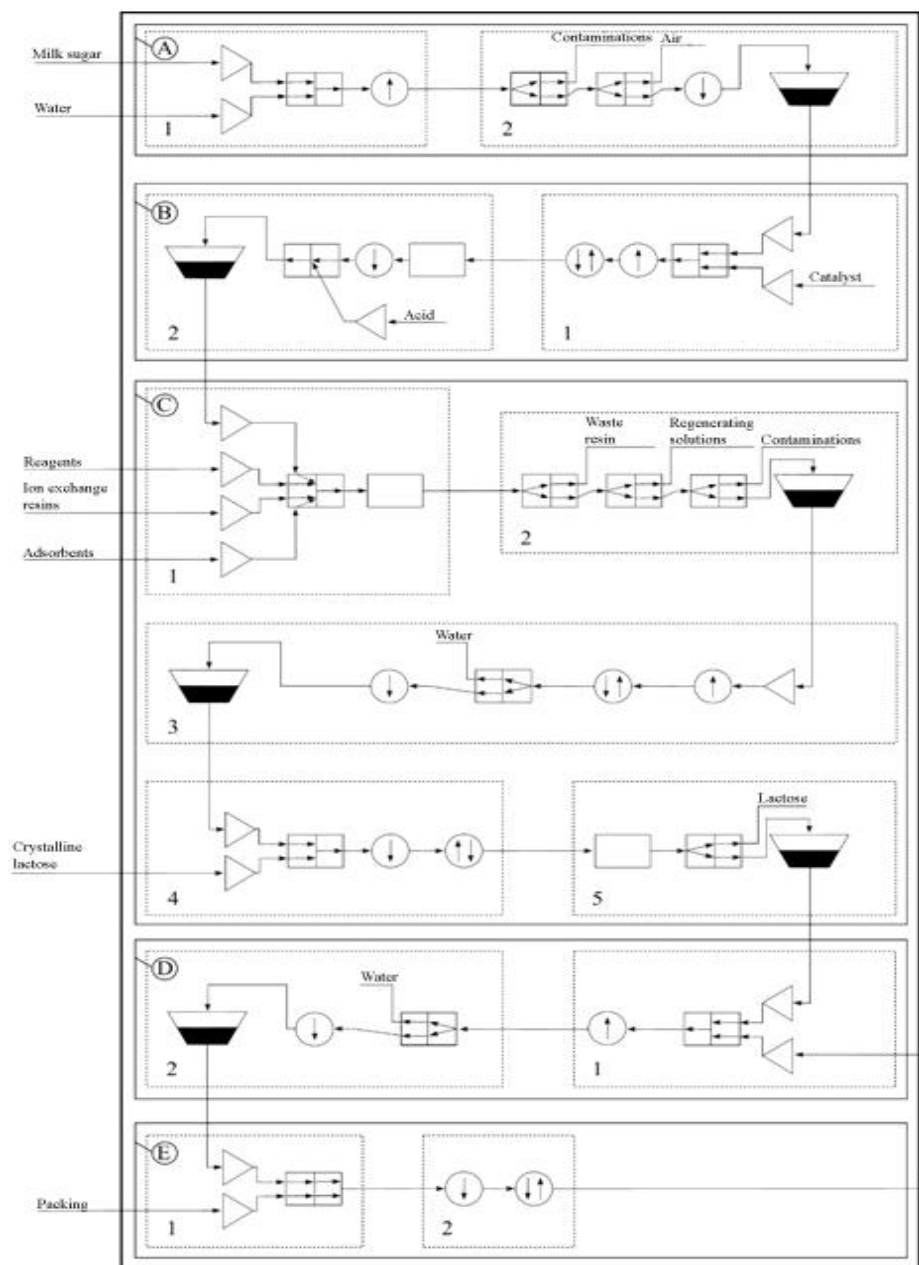 A
Milk sugar
Water
1
Contaminations Air
2
B
2
Acid
Catalyst
1
C
Reagents
Ion exchange
resins
Adsorbents
1
Waste
resin
Regenerating
solutions
Contaminations
2
Water
3
Crystalline
lactose
4
Lactose
5
D
Water
2
1
E
Packing
1
2